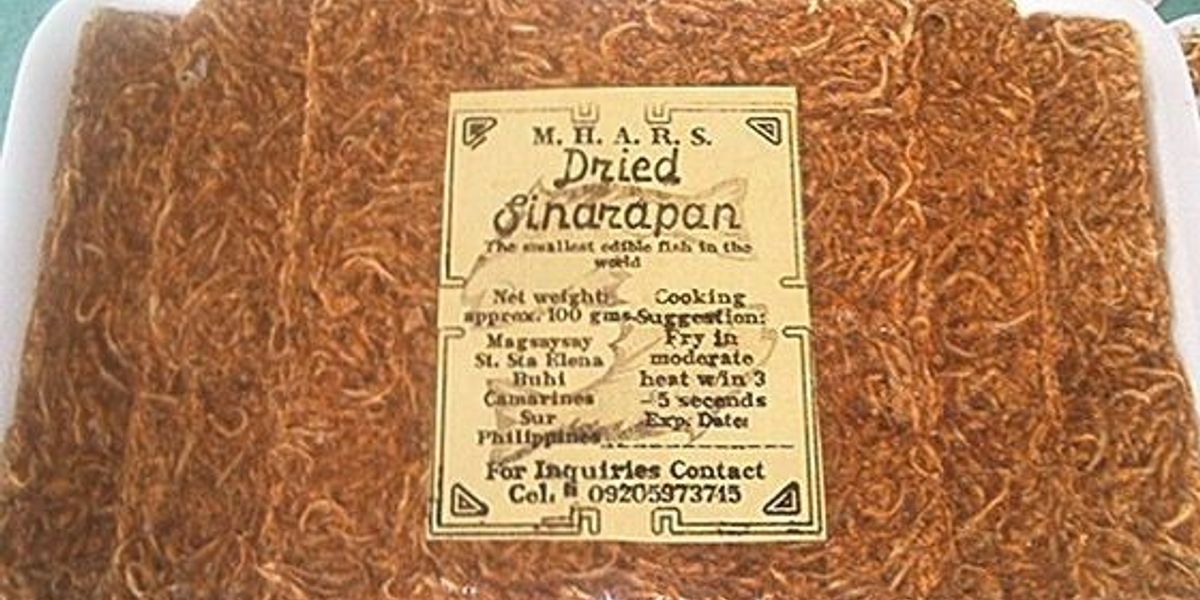 M. H. A. R. S.
Dried
Sinarapan
The smallest edible fish in the
world
Net weight:
approx. 100 gms.
Magsaysay
St. Sta Elena
Buhi
Camarines
Sur
Philippines
Cooking
Suggestion:
Fry in
moderate
heat w/in 3
- 5 seconds
Exp. Date:
For Inquiries Contact
Cel. # 09205973715